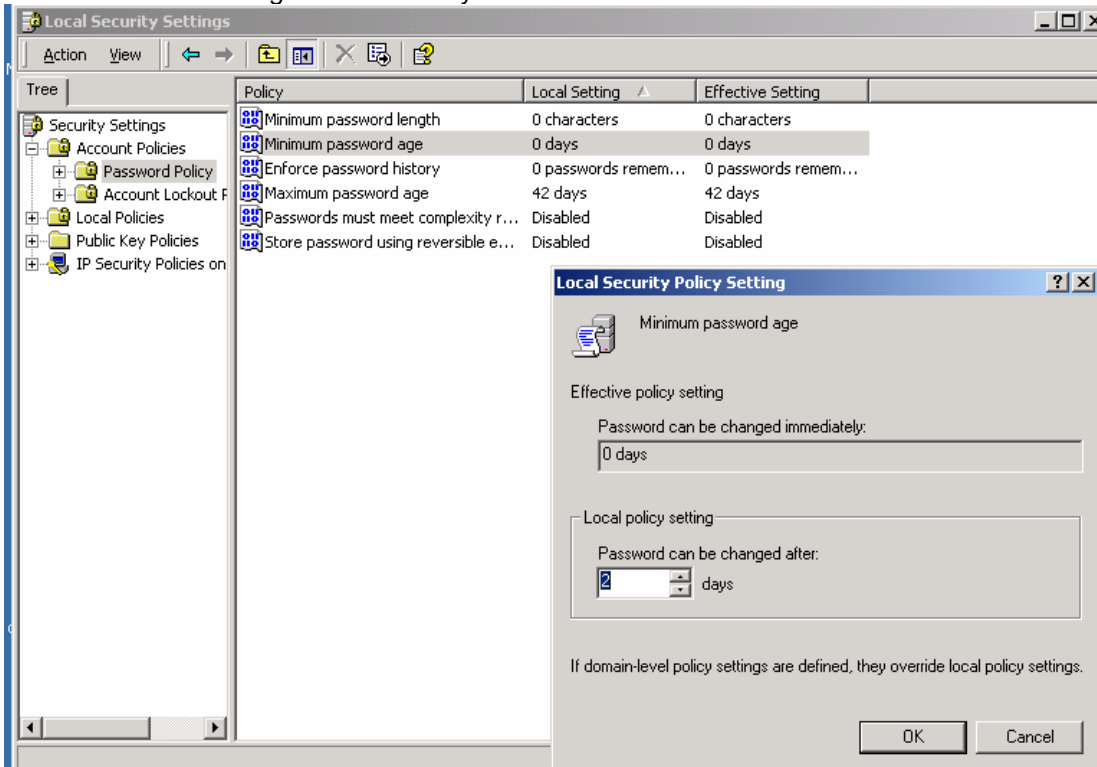 Local Security Settings
Action View
Tree
Policy Local Setting Effective Setting
Security Settings
Account Policies
Password Policy
Account Lockout P
Local Policies
Public Key Policies
IP Security Policies on
Minimum password length 0 characters 0 characters
Minimum password age 0 days 0 days
Enforce password history 0 passwords remem... 0 passwords remem...
Maximum password age 42 days 42 days
Passwords must meet complexity r... Disabled Disabled
Store password using reversible e... Disabled Disabled
Local Security Policy Setting
Minimum password age
Effective policy setting
Password can be changed immediately:
0 days
Local policy setting
Password can be changed after:
2 days
If domain-level policy settings are defined, they override local policy settings.
OK Cancel